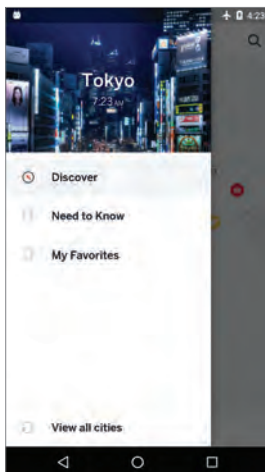 4:23
Tokyo
7:23 AM
Discover
Need to Know
My Favorites
View all cities